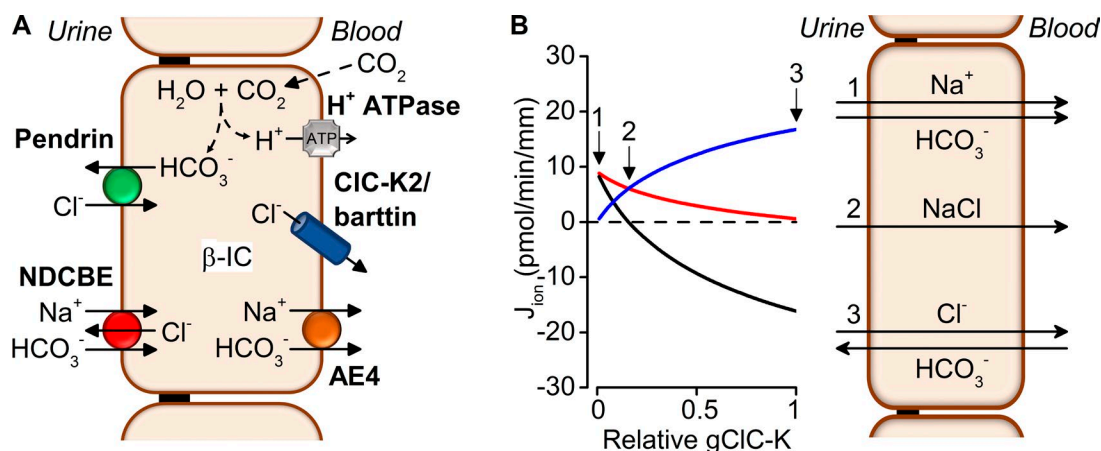 A
Urine
Blood
CO2
H2O + CO2
H+ ATPase
H+
ATP
Pendrin
HCO3-
Cl-
ClC-K2/
barttin
Cl-
β-IC
NDCBE
Na+
Cl-
HCO3-
Na+
HCO3-
AE4
B
Jion, (pmol/min/mm)
30
20
10
0
-10
-20
-30
1
2
3
0
0.5
1
Relative gClC-K
Urine
Blood
1
Na+
HCO3-
2
NaCl
3
Cl-
HCO3-